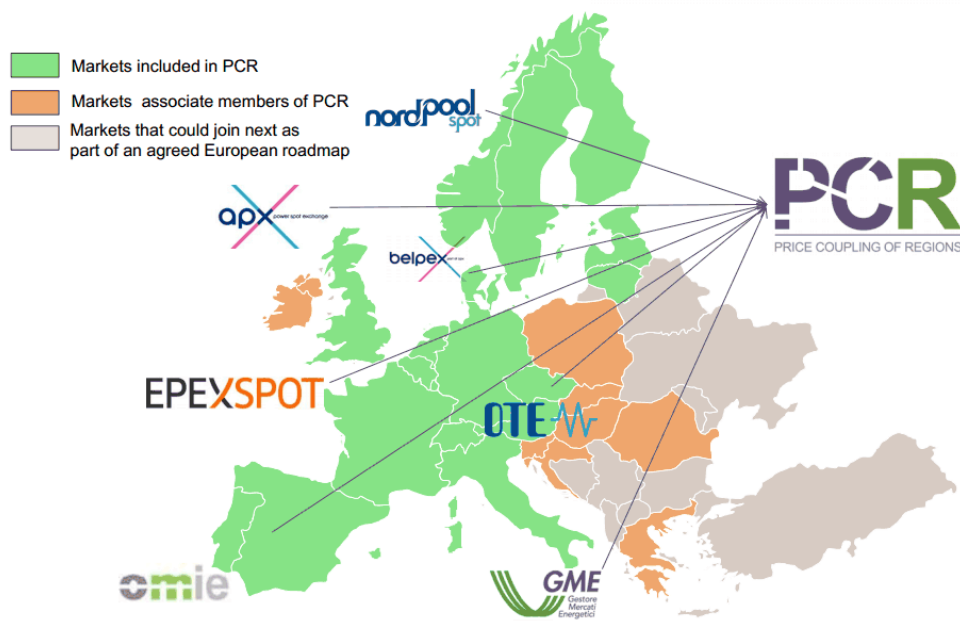 Markets included in PCR
Markets associate members of PCR
Markets that could join next as
part of an agreed European roadmap
nordpool
spot
PCR
PRICE COUPLING OF REGIONS
apx power spot exchange
belpex
EPEXSPOT
OTE
omie
GME
Gestore
Mercati
Energetici